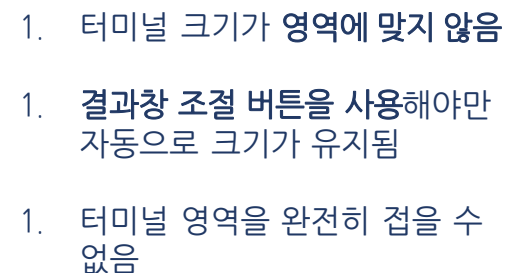 1. 터미널 크기가 영역에 맞지 않음
1. 결과창 조절 버튼을 사용해야만
자동으로 크기가 유지됨
1. 터미널 영역을 완전히 접을 수
없음